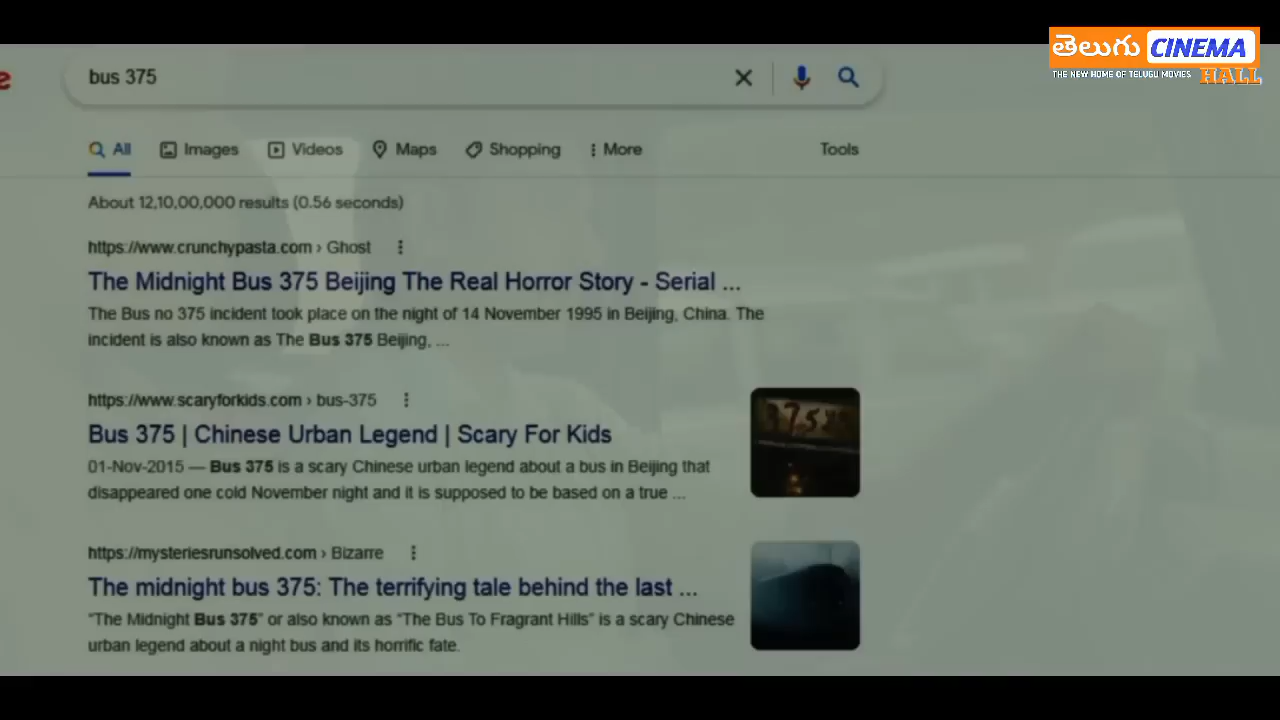 తెలుగు CINEMA
THE NEW HOME OF TELUGU MOVIES HALL
e
bus 375
All Images Videos Maps Shopping More Tools
About 12,10,00,000 results (0.56 seconds)
https://www.crunchypasta.com › Ghost
The Midnight Bus 375 Beijing The Real Horror Story - Serial ...
The Bus no 375 incident took place on the night of 14 November 1995 in Beijing, China. The
incident is also known as The Bus 375 Beijing, ...
https://www.scaryforkids.com › bus-375
Bus 375 | Chinese Urban Legend | Scary For Kids
01-Nov-2015 — Bus 375 is a scary Chinese urban legend about a bus in Beijing that
disappeared one cold November night and it is supposed to be based on a true ...
https://mysteriesrunsolved.com › Bizarre
The midnight bus 375: The terrifying tale behind the last ...
“The Midnight Bus 375” or also known as “The Bus To Fragrant Hills” is a scary Chinese
urban legend about a night bus and its horrific fate.